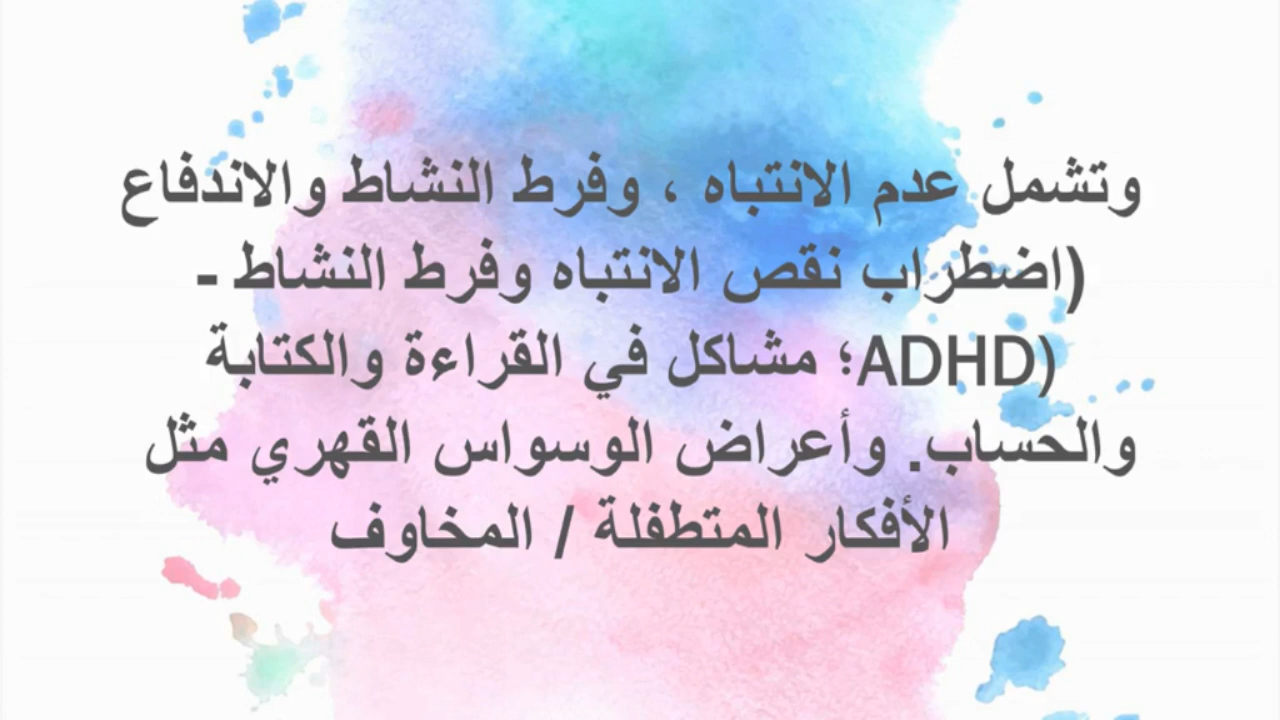 وتشمل عدم الانتباه ، وفرط النشاط والاندفاع
(اضطراب نقص الانتباه وفرط النشاط -
ADHD)؛ مشاكل في القراءة والكتابة
والحساب. وأعراض الوسواس القهري مثل
الأفكار المتطفلة / المخاوف